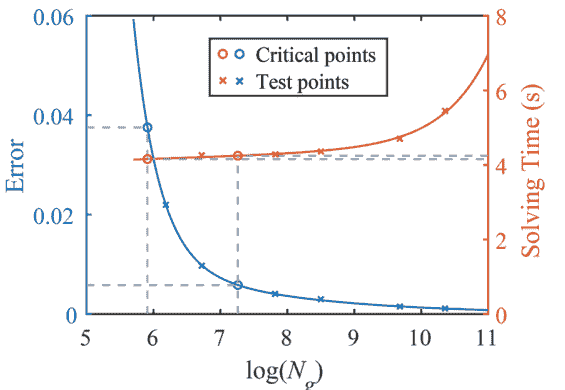 0.06
0.04
0.02
0
Error
8
6
4
2
0
Solving Time (s)
Critical points
Test points
5 6 7 8 9 10 11
log(N_g)